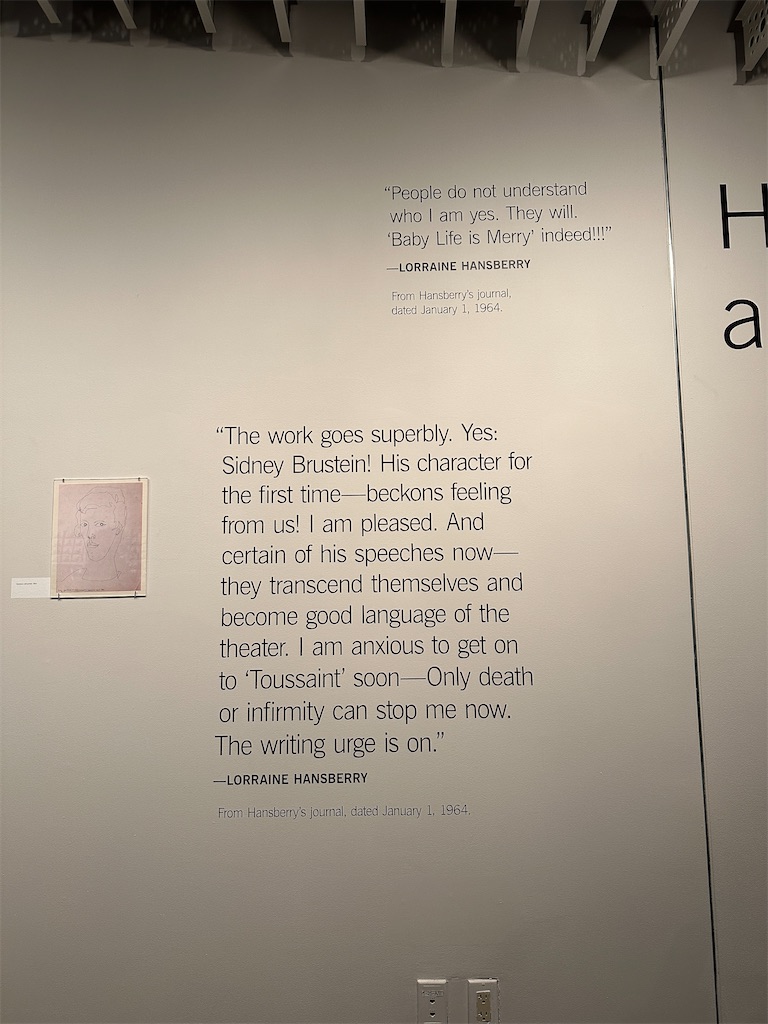 “People do not understand
who I am yes. They will.
‘Baby Life is Merry’ indeed!!!”
—LORRAINE HANSBERRY
From Hansberry’s journal,
dated January 1, 1964.
“The work goes superbly. Yes:
Sidney Brustein! His character for
the first time—beckons feeling
from us! I am pleased. And
certain of his speeches now—
they transcend themselves and
become good language of the
theater. I am anxious to get on
to ‘Toussaint’ soon—Only death
or infirmity can stop me now.
The writing urge is on.”
—LORRAINE HANSBERRY
From Hansberry’s journal, dated January 1, 1964.
H
a